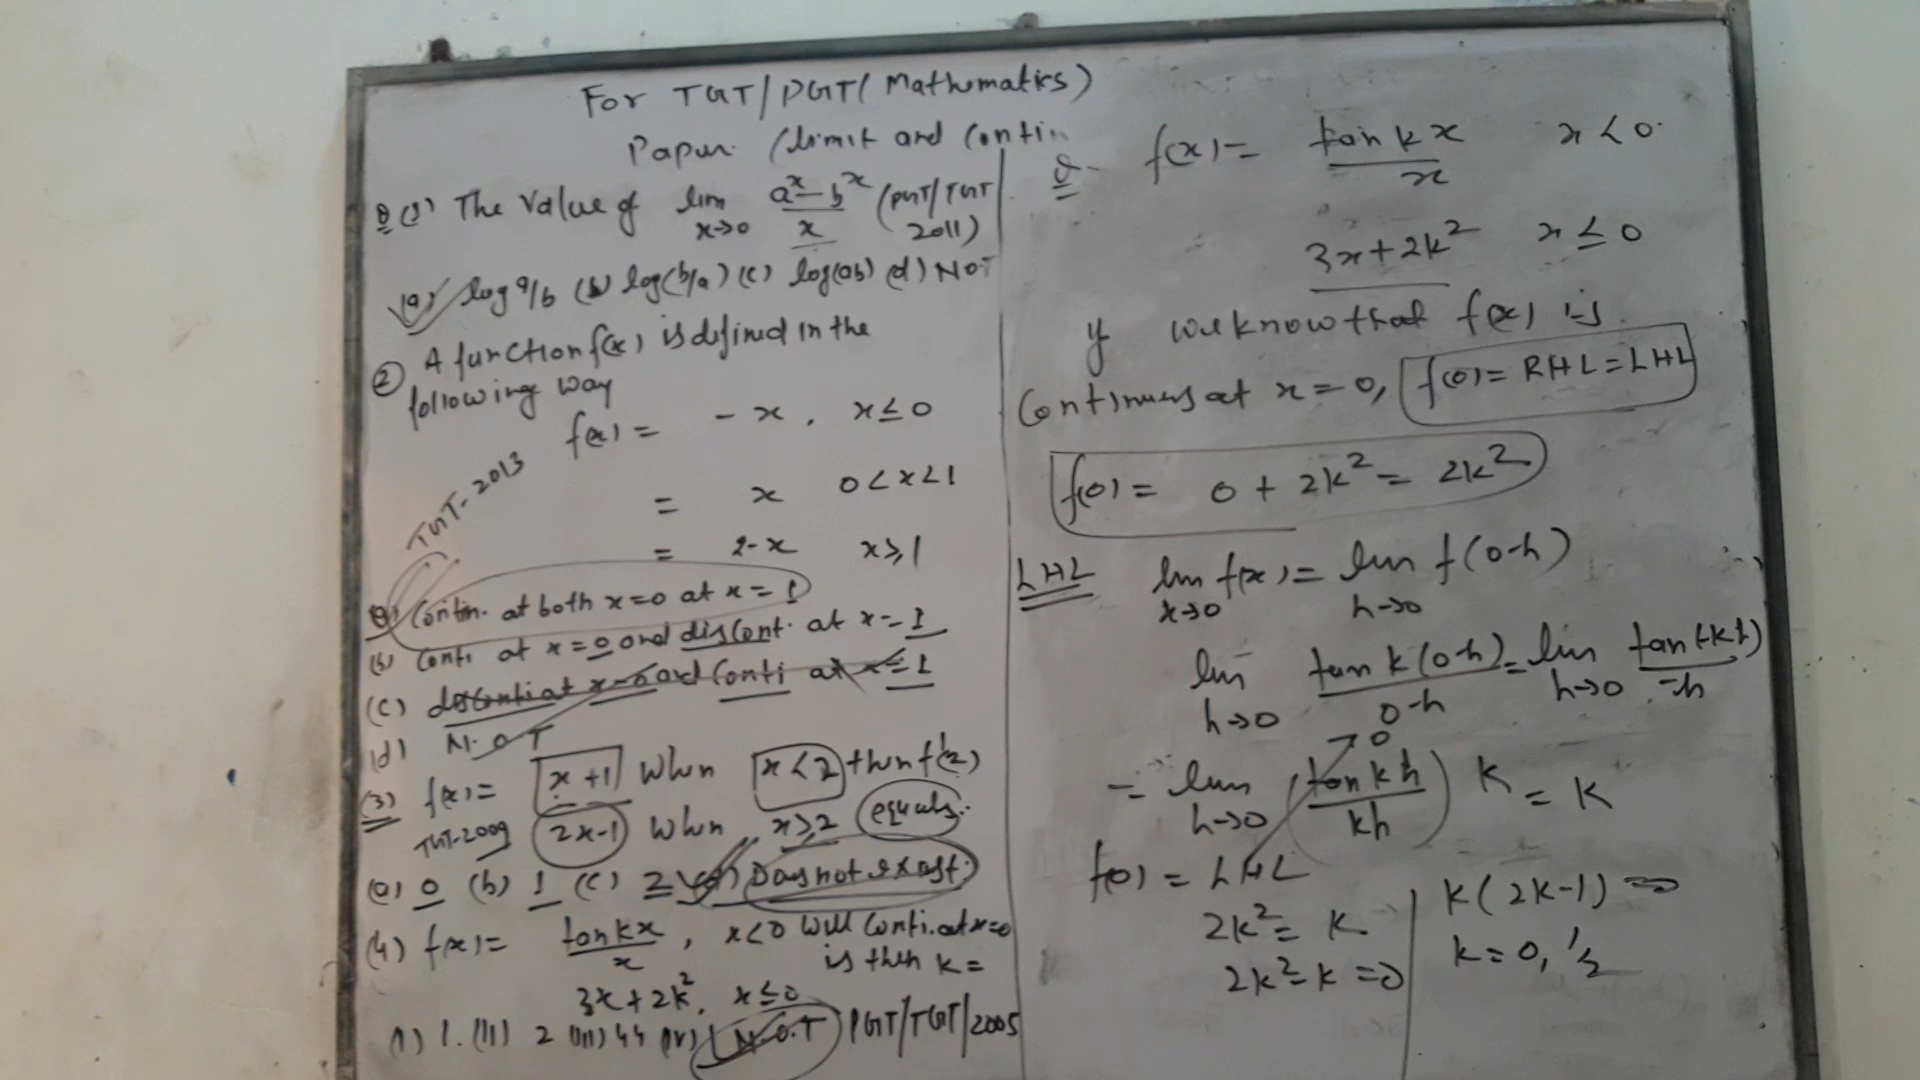 For TGT/PGT( Mathematics)
Paper (limit and Contin
Q (1) The Value of lim x→0 a^x-b^x / x (PGT/TGT 2011)
(a) log a/b (b) log(b/a) (c) log(ab) (d) NOT
(2) A function f(x) is defined in the
following way
f(x) = -x, x≤0
= x 0<x<1
= 2-x x≥1
TGT-2013
(a) Contin. at both x=0 at x=1
(b) Conti at x=0 and discont. at x=1
(c) disconti at x=0 and Conti at x=1
(d) N.O.T
(3) f(x)= x+1 when x<2 then f'(2)
TGT-2009 2x-1 when x≥2 equals.
(a) 0 (b) 1 (c) 2 (d) Does not exist.
(4) f(x)= tan kx / x, x<0 will Conti. at x=0
is then k=
3x+2k², x≤0
(I) 1. (II) 2 (III) 44 (IV) N.O.T PGT/TGT/2005
Q- f(x)= tan kx / x x<0.
3x+2k² x≤0
if we know that f(x) is
Continuous at x=0, f(0)=RHL=LHL
f(0)= 0+2k²=2k²
LHL lim x→0 f(x)= lim h→0 f(0-h)
lim h→0 tan k(0-h) / 0-h = lim h→0 tan(-kh) / -h
→0
= lim h→0 (tan kh / kh) K = K
f(0)=LHL
2k²=K
2k²-k=0
K(2k-1)=0
k=0, 1/2